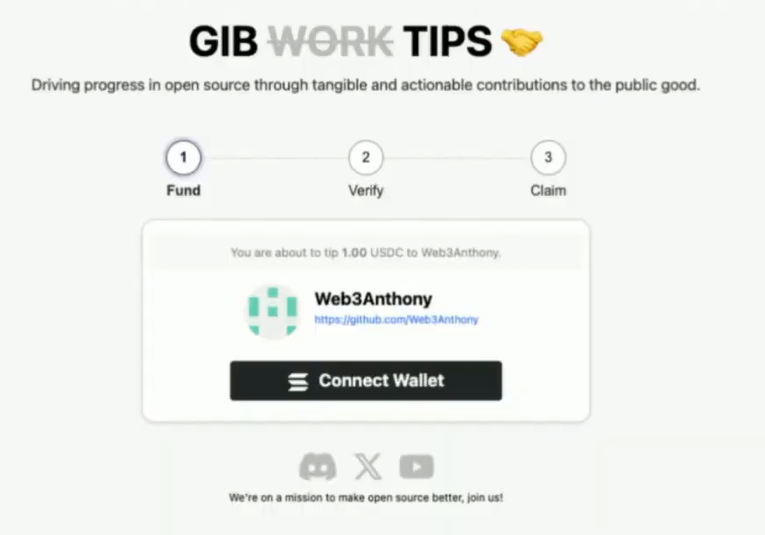 GIB WORK TIPS 🤝
Driving progress in open source through tangible and actionable contributions to the public good.
1
2
3
Fund
Verify
Claim
You are about to tip 1.00 USDC to Web3Anthony.
Web3Anthony
https://github.com/Web3Anthony
Connect Wallet
We're on a mission to make open source better, join us!